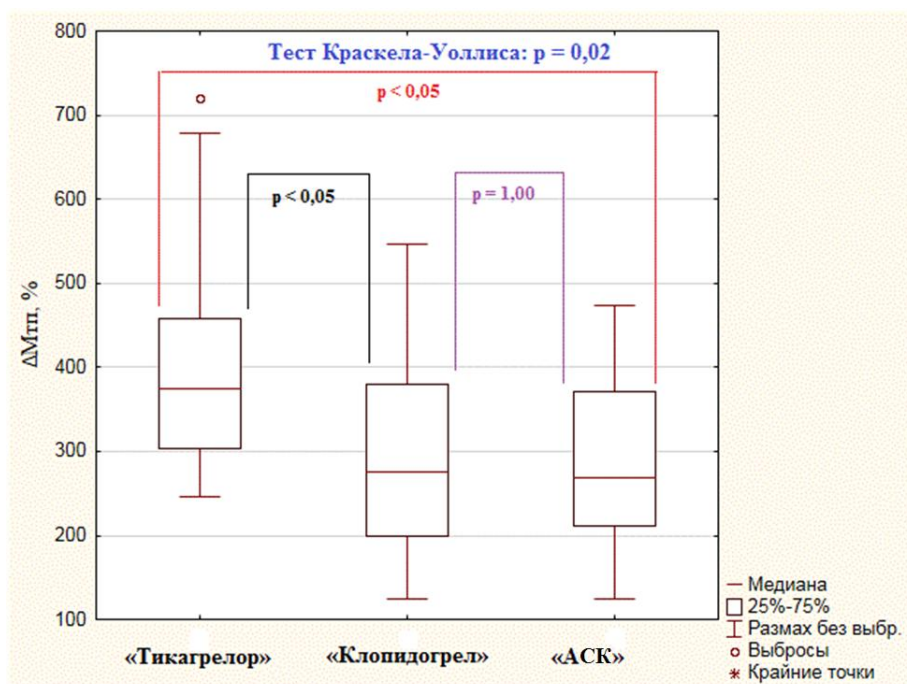 Тест Краскела-Уоллиса: p = 0,02
p < 0,05
p < 0,05
p = 1,00
ΔМтп, %
800
700
600
500
400
300
200
100
«Тикагрелор»
«Клопидогрел»
«АСК»
Медиана
25%-75%
Размах без выбр.
Выбросы
Крайние точки